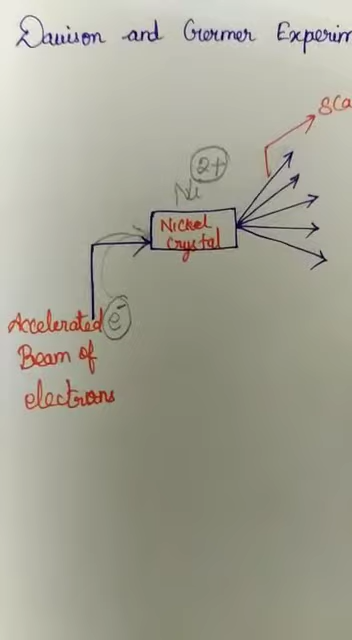 Davison and Germer Experim
Sca
2+
Ni
Nickel
Crystal
Accelerated e⁻
Beam of
electrons